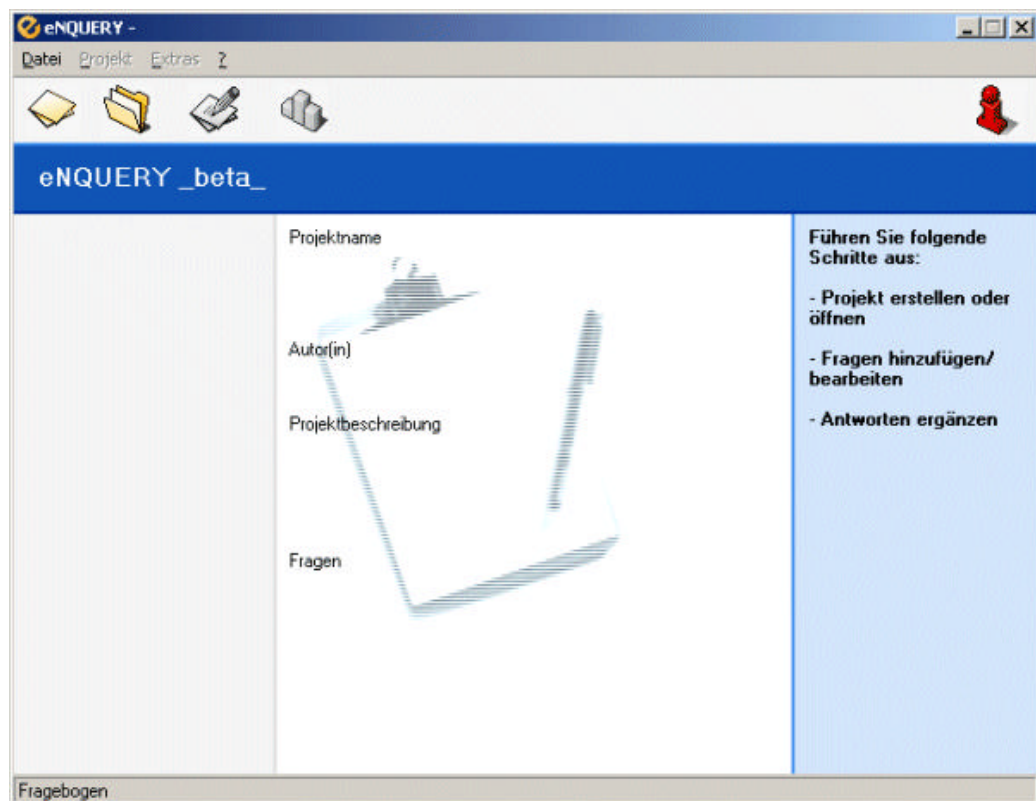 eNQUERY -
Datei Projekt Extras ?
eNQUERY _beta_
Projektname
Autor(in)
Projektbeschreibung
Fragen
Führen Sie folgende
Schritte aus:
- Projekt erstellen oder
öffnen
- Fragen hinzufügen/
bearbeiten
- Antworten ergänzen
Fragebogen